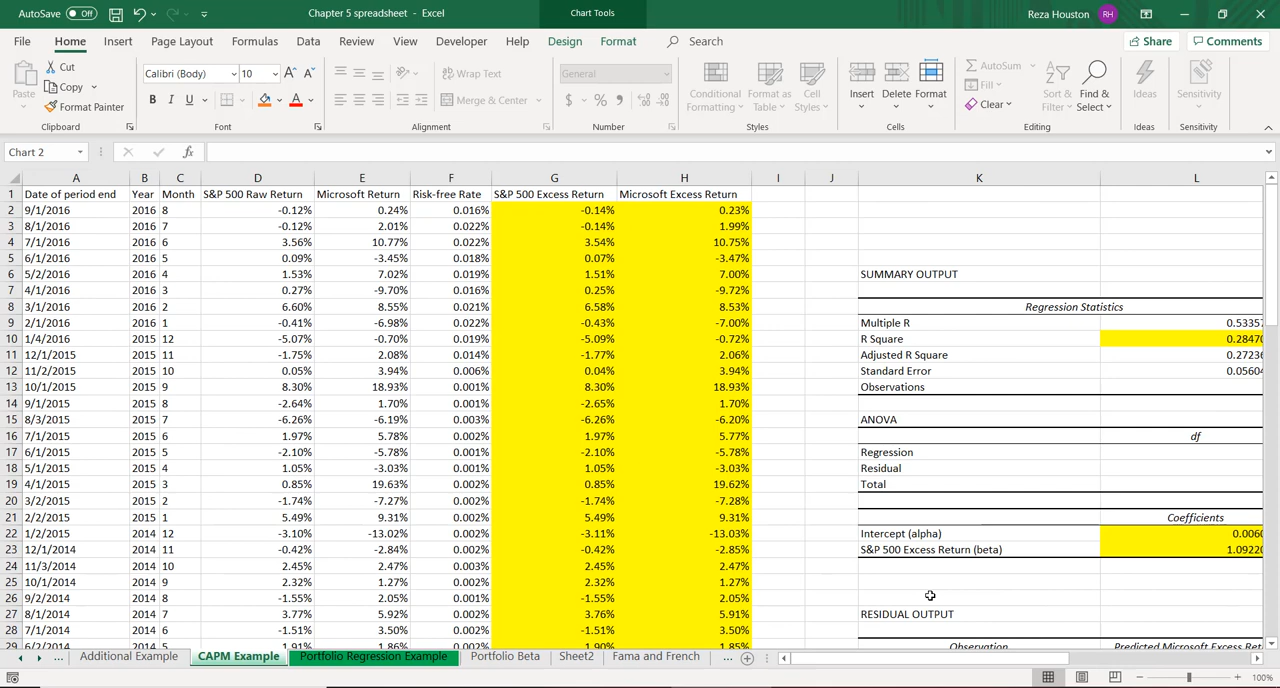 AutoSave Off Chapter 5 spreadsheet - Excel Chart Tools Reza Houston RH
File Home Insert Page Layout Formulas Data Review View Developer Help Design Format Search Share Comments
Paste Cut Copy Format Painter
Calibri (Body) 10 A A
B I U A
Wrap Text
Merge & Center
General
$ % 9
Conditional Formatting Format as Table Cell Styles
Insert Delete Format
AutoSum
Fill
Clear
Sort & Filter Find & Select
Ideas Sensitivity
Clipboard Font Alignment Number Styles Cells Editing Ideas Sensitivity
Chart 2 fx
A B C D E F G H I J K L
1 Date of period end Year Month S&P 500 Raw Return Microsoft Return Risk-free Rate S&P 500 Excess Return Microsoft Excess Return
2 9/1/2016 2016 8 -0.12% 0.24% 0.016% -0.14% 0.23%
3 8/1/2016 2016 7 -0.12% 2.01% 0.022% -0.14% 1.99%
4 7/1/2016 2016 6 3.56% 10.77% 0.022% 3.54% 10.75%
5 6/1/2016 2016 5 0.09% -3.45% 0.018% 0.07% -3.47%
6 5/2/2016 2016 4 1.53% 7.02% 0.019% 1.51% 7.00% SUMMARY OUTPUT
7 4/1/2016 2016 3 0.27% -9.70% 0.016% 0.25% -9.72%
8 3/1/2016 2016 2 6.60% 8.55% 0.021% 6.58% 8.53% Regression Statistics
9 2/1/2016 2016 1 -0.41% -6.98% 0.022% -0.43% -7.00% Multiple R 0.5335
10 1/4/2016 2015 12 -5.07% -0.70% 0.019% -5.09% -0.72% R Square 0.2847
11 12/1/2015 2015 11 -1.75% 2.08% 0.014% -1.77% 2.06% Adjusted R Square 0.2723
12 11/2/2015 2015 10 0.05% 3.94% 0.006% 0.04% 3.94% Standard Error 0.0560
13 10/1/2015 2015 9 8.30% 18.93% 0.001% 8.30% 18.93% Observations
14 9/1/2015 2015 8 -2.64% 1.70% 0.001% -2.65% 1.70%
15 8/3/2015 2015 7 -6.26% -6.19% 0.003% -6.26% -6.20% ANOVA
16 7/1/2015 2015 6 1.97% 5.78% 0.002% 1.97% 5.77% df
17 6/1/2015 2015 5 -2.10% -5.78% 0.001% -2.10% -5.78% Regression
18 5/1/2015 2015 4 1.05% -3.03% 0.001% 1.05% -3.03% Residual
19 4/1/2015 2015 3 0.85% 19.63% 0.002% 0.85% 19.62% Total
20 3/2/2015 2015 2 -1.74% -7.27% 0.002% -1.74% -7.28%
21 2/2/2015 2015 1 5.49% 9.31% 0.002% 5.49% 9.31% Coefficients
22 1/2/2015 2014 12 -3.10% -13.02% 0.002% -3.11% -13.03% Intercept (alpha) 0.006
23 12/1/2014 2014 11 -0.42% -2.84% 0.002% -0.42% -2.85% S&P 500 Excess Return (beta) 1.0922
24 11/3/2014 2014 10 2.45% 2.47% 0.003% 2.45% 2.47%
25 10/1/2014 2014 9 2.32% 1.27% 0.002% 2.32% 1.27%
26 9/2/2014 2014 8 -1.55% 2.05% 0.001% -1.55% 2.05%
27 8/1/2014 2014 7 3.77% 5.92% 0.002% 3.76% 5.91% RESIDUAL OUTPUT
28 7/1/2014 2014 6 -1.51% 3.50% 0.002% -1.51% 3.50%
29 6/2/2014 2014 5 1.91% 1.86% 0.002% 1.90% 1.85% Observation Predicted Microsoft Excess Ret
... Additional Example CAPM Example Portfolio Regression Example Portfolio Beta Sheet2 Fama and French ...
100%